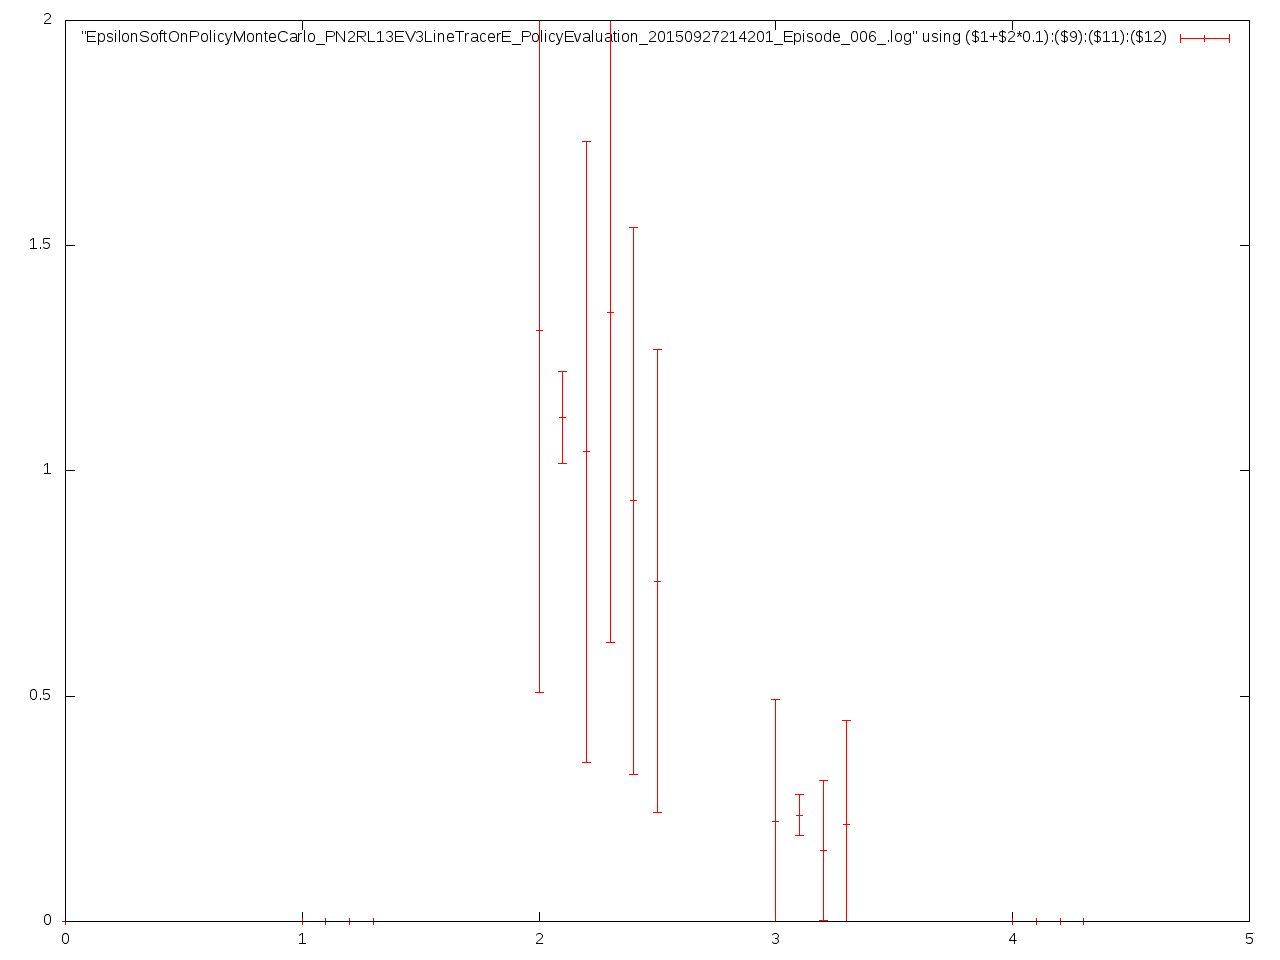 2
"EpsilonSoftOnPolicyMonteCarlo_PN2RL13EV3LineTracerE_PolicyEvaluation_20150927214201_Episode_006_.log" using ($1+$2*0.1):($9):($11):($12)
1.5
1
0.5
0
0 1 2 3 4 5